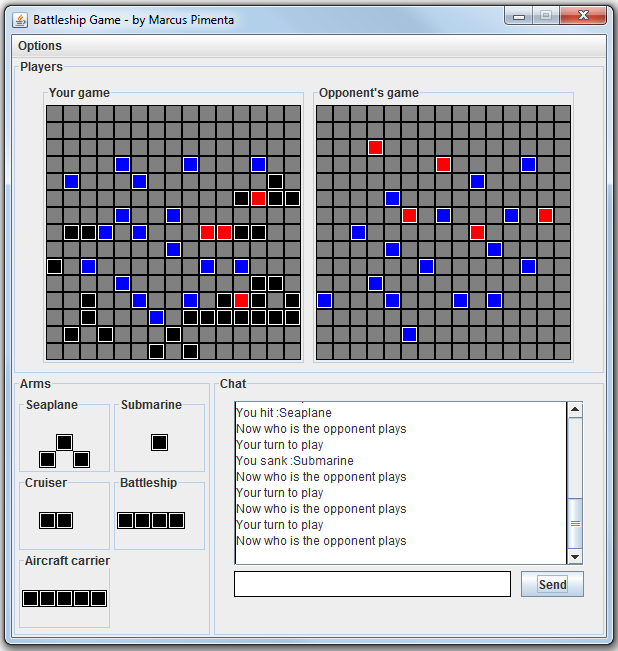 Battleship Game - by Marcus Pimenta
Options
Players
Your game
Opponent's game
Arms
Seaplane
Submarine
Cruiser
Battleship
Aircraft carrier
Chat
You hit :Seaplane
Now who is the opponent plays
Your turn to play
You sank :Submarine
Now who is the opponent plays
Your turn to play
Now who is the opponent plays
Your turn to play
Now who is the opponent plays
Send